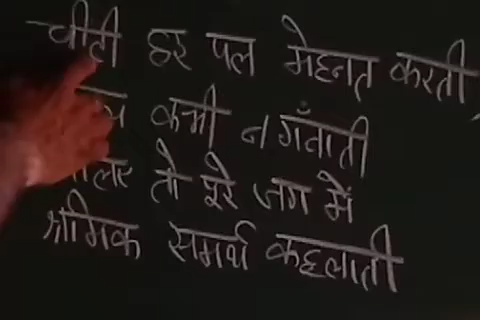 चींटी हर पल मेहनत करती,
कभी न गँवाती
तो पूरे जग में
श्रमिक समर्थ कहलाती